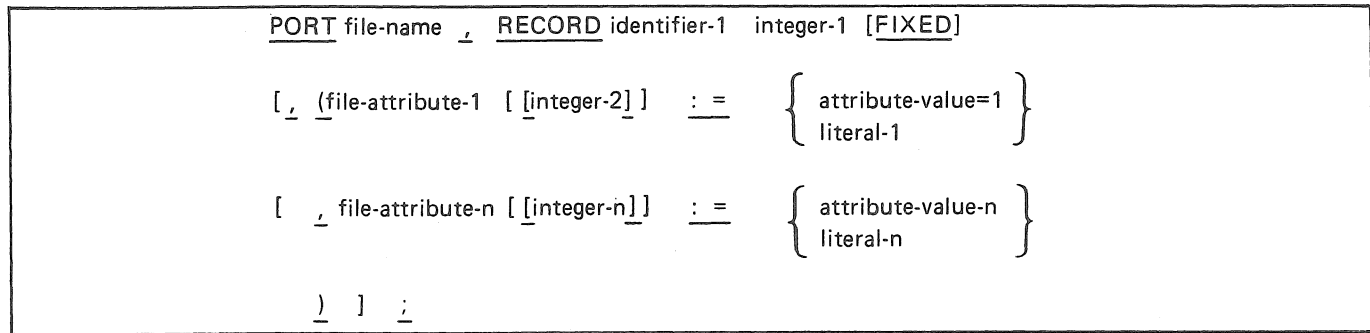 PORT file-name , RECORD identifier-1 integer-1 [FIXED]
[ , (file-attribute-1 [ [integer-2] ] : = { attribute-value=1
literal-1 }
[ , file-attribute-n [ [integer-n] ] : = { attribute-value-n
literal-n }
) ] ;